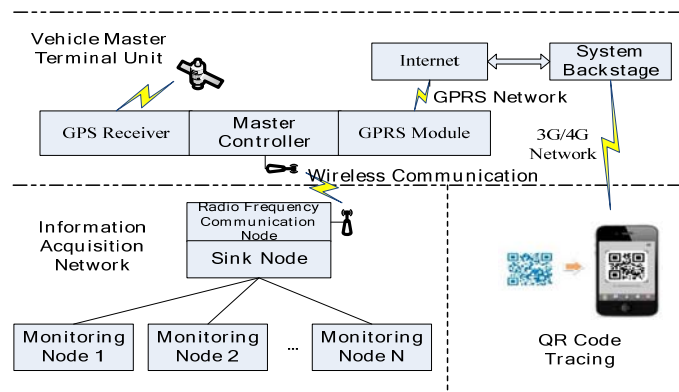 Vehicle Master
Terminal Unit
Internet
System
Backstage
GPRS Network
GPS Receiver
Master
Controller
GPRS Module
3G/4G
Network
Wireless Communication
Information
Acquisition
Network
Radio Frequency
Communication
Node
Sink Node
Monitoring
Node 1
Monitoring
Node 2
...
Monitoring
Node N
QR Code
Tracing